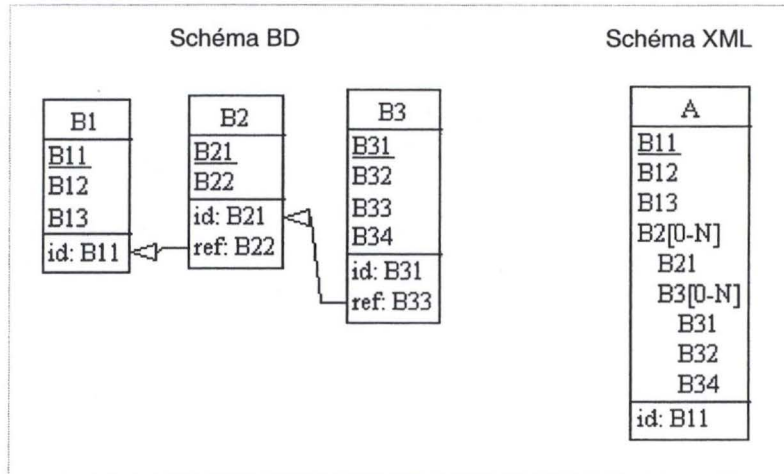 Schéma BD
B1
B11
B12
B13
id: B11
B2
B21
B22
id: B21
ref: B22
B3
B31
B32
B33
B34
id: B31
ref: B33
Schéma XML
A
B11
B12
B13
B2[0-N]
B21
B3[0-N]
B31
B32
B34
id: B11